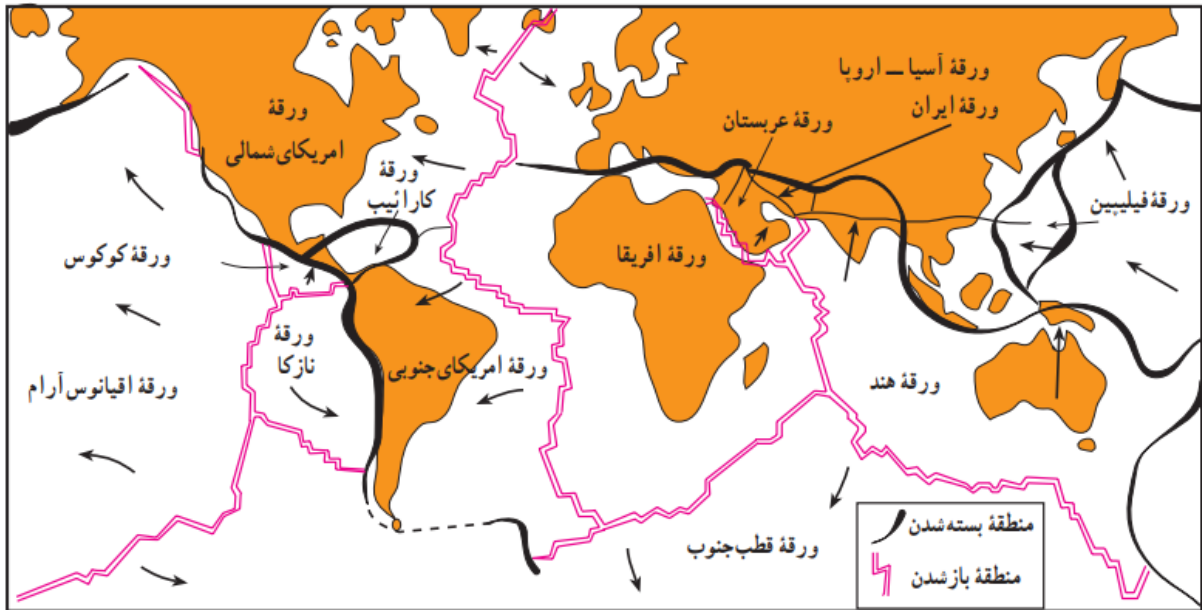 ورقهٔ آسیا ــ اروپا
ورقهٔ ایران
ورقهٔ عربستان
ورقهٔ
امریکای شمالی
ورقهٔ
کارائیب
ورقهٔ فیلیپین
ورقهٔ کوکوس
ورقهٔ افریقا
ورقهٔ
نازکا
ورقهٔ امریکای جنوبی
ورقهٔ هند
ورقهٔ اقیانوس آرام
ورقهٔ قطب جنوب
منطقهٔ بسته شدن
منطقهٔ باز شدن